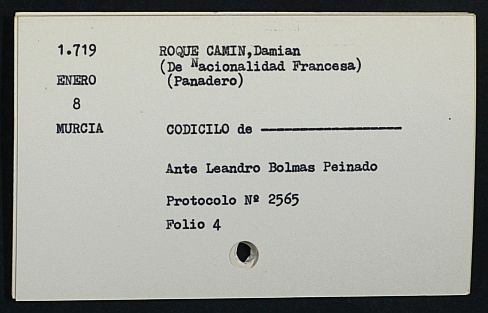 1.719 ROQUE CAMIN,Damian
(De Nacionalidad Francesa)
ENERO (Panadero)
8
MURCIA CODICILO de ————————————
Ante Leandro Bolmas Peinado
Protocolo Nº 2565
Folio 4